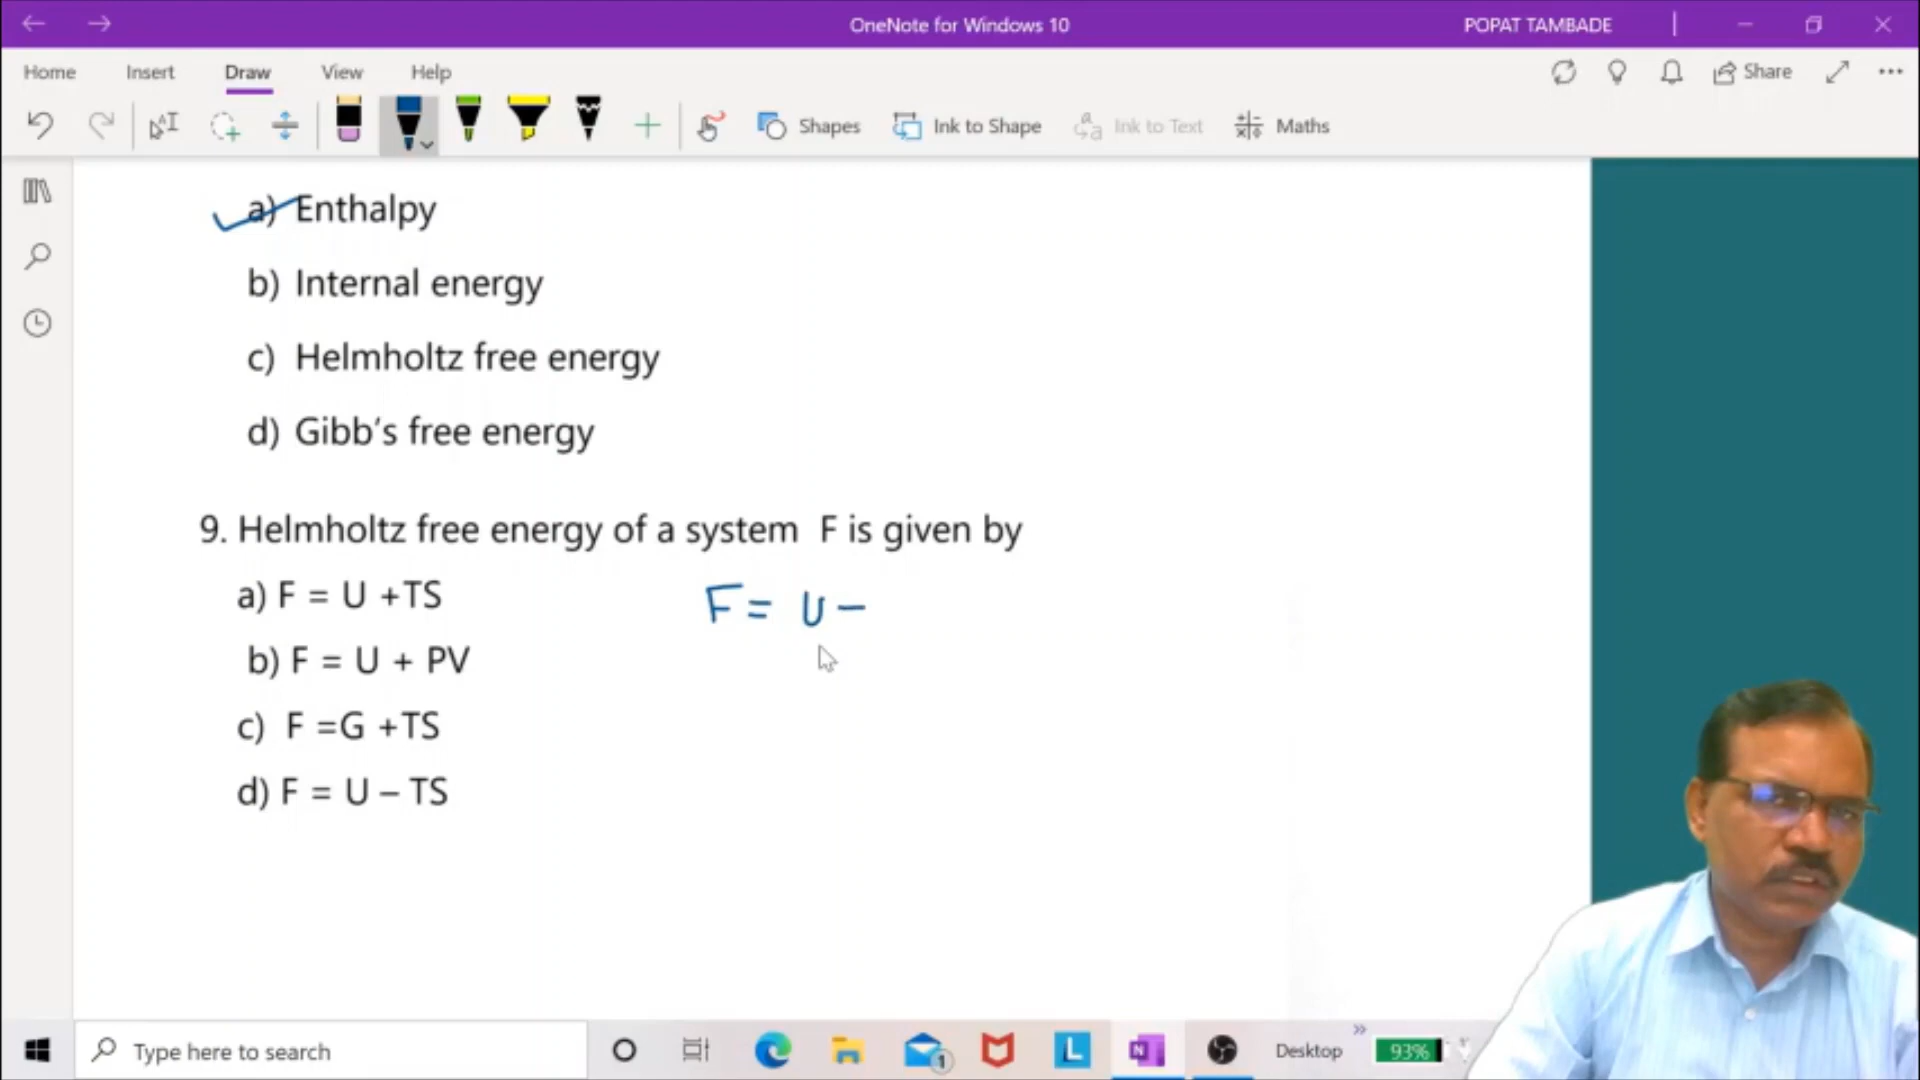 OneNote for Windows 10
POPAT TAMBADE
Home Insert Draw View Help
Share
Shapes Ink to Shape Ink to Text Maths
a) Enthalpy
b) Internal energy
c) Helmholtz free energy
d) Gibb's free energy
9. Helmholtz free energy of a system F is given by
a) F = U +TS
F = U –
b) F = U + PV
c) F =G +TS
d) F = U – TS
Type here to search
1
L
N
Desktop
93%